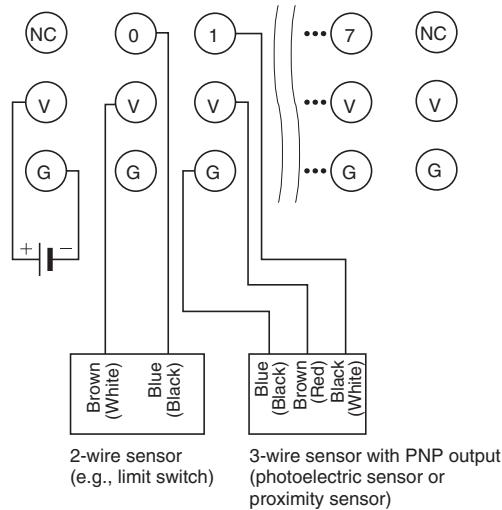 NC 0 1 ••• 7 NC
V V V ••• V V
G G G ••• G G
+ −
Brown
(White)
Blue
(Black)
Blue
(Black)
Brown
(Red)
Black
(White)
2-wire sensor
(e.g., limit switch)
3-wire sensor with PNP output
(photoelectric sensor or
proximity sensor)